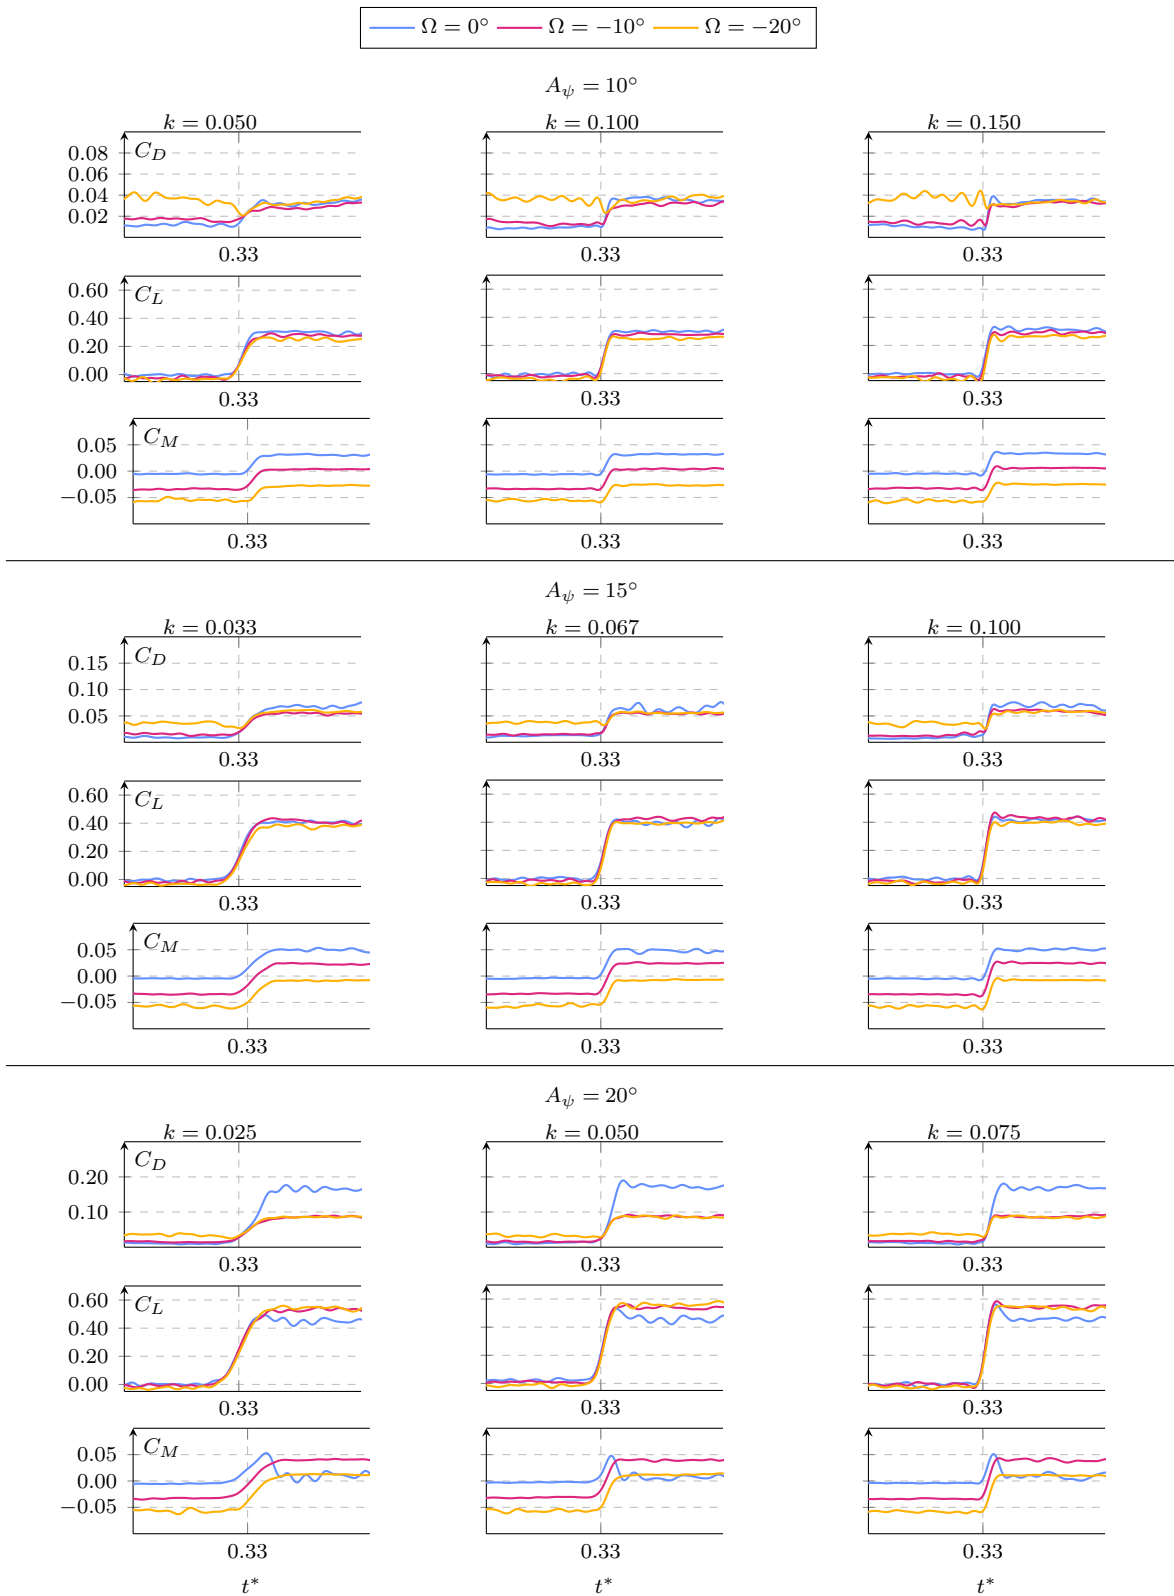 Ω = 0° Ω = −10° Ω = −20°
A_ψ = 10°
k = 0.050 k = 0.100 k = 0.150
C_D
0.08
0.06
0.04
0.02
0.33 0.33 0.33
C_L
0.60
0.40
0.20
0.00
0.33 0.33 0.33
C_M
0.05
0.00
−0.05
0.33 0.33 0.33
A_ψ = 15°
k = 0.033 k = 0.067 k = 0.100
C_D
0.15
0.10
0.05
0.33 0.33 0.33
C_L
0.60
0.40
0.20
0.00
0.33 0.33 0.33
C_M
0.05
0.00
−0.05
0.33 0.33 0.33
A_ψ = 20°
k = 0.025 k = 0.050 k = 0.075
C_D
0.20
0.10
0.33 0.33 0.33
C_L
0.60
0.40
0.20
0.00
0.33 0.33 0.33
C_M
0.05
0.00
−0.05
0.33 0.33 0.33
t* t* t*